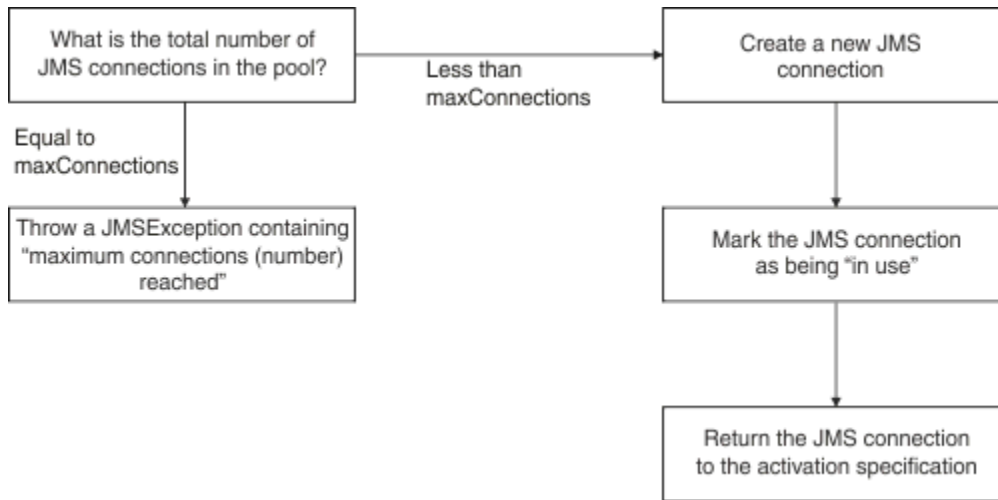 What is the total number of
JMS connections in the pool?
Less than
maxConnections
Create a new JMS
connection
Equal to
maxConnections
Throw a JMSException containing
“maximum connections (number)
reached”
Mark the JMS connection
as being “in use”
Return the JMS connection
to the activation specification